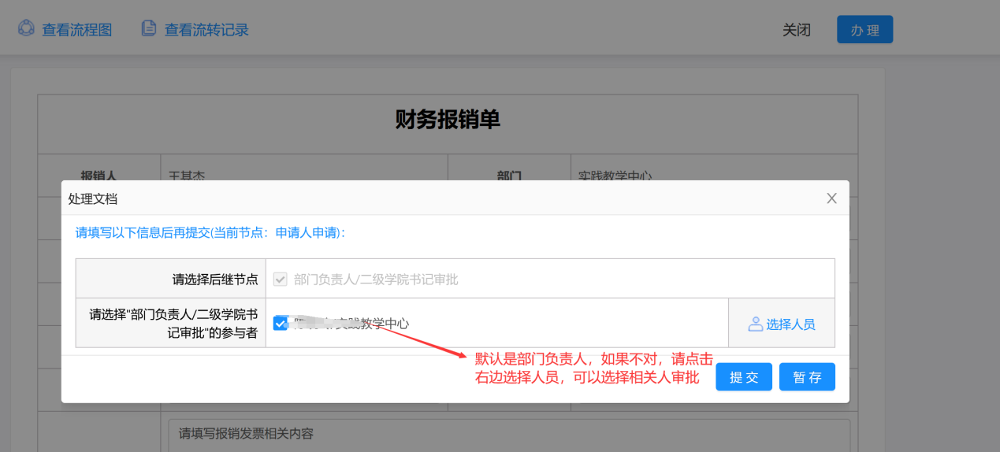 查看流程图 查看流转记录 关闭 办 理
财务报销单
报销人 王其杰 部门 实践教学中心
处理文档
请填写以下信息后再提交(当前节点：申请人申请)：
请选择后继节点 部门负责人/二级学院书记审批
请选择"部门负责人/二级学院书
记审批"的参与者
实践教学中心 选择人员
默认是部门负责人，如果不对，请点击
右边选择人员，可以选择相关人审批
提 交 暂 存
请填写报销发票相关内容